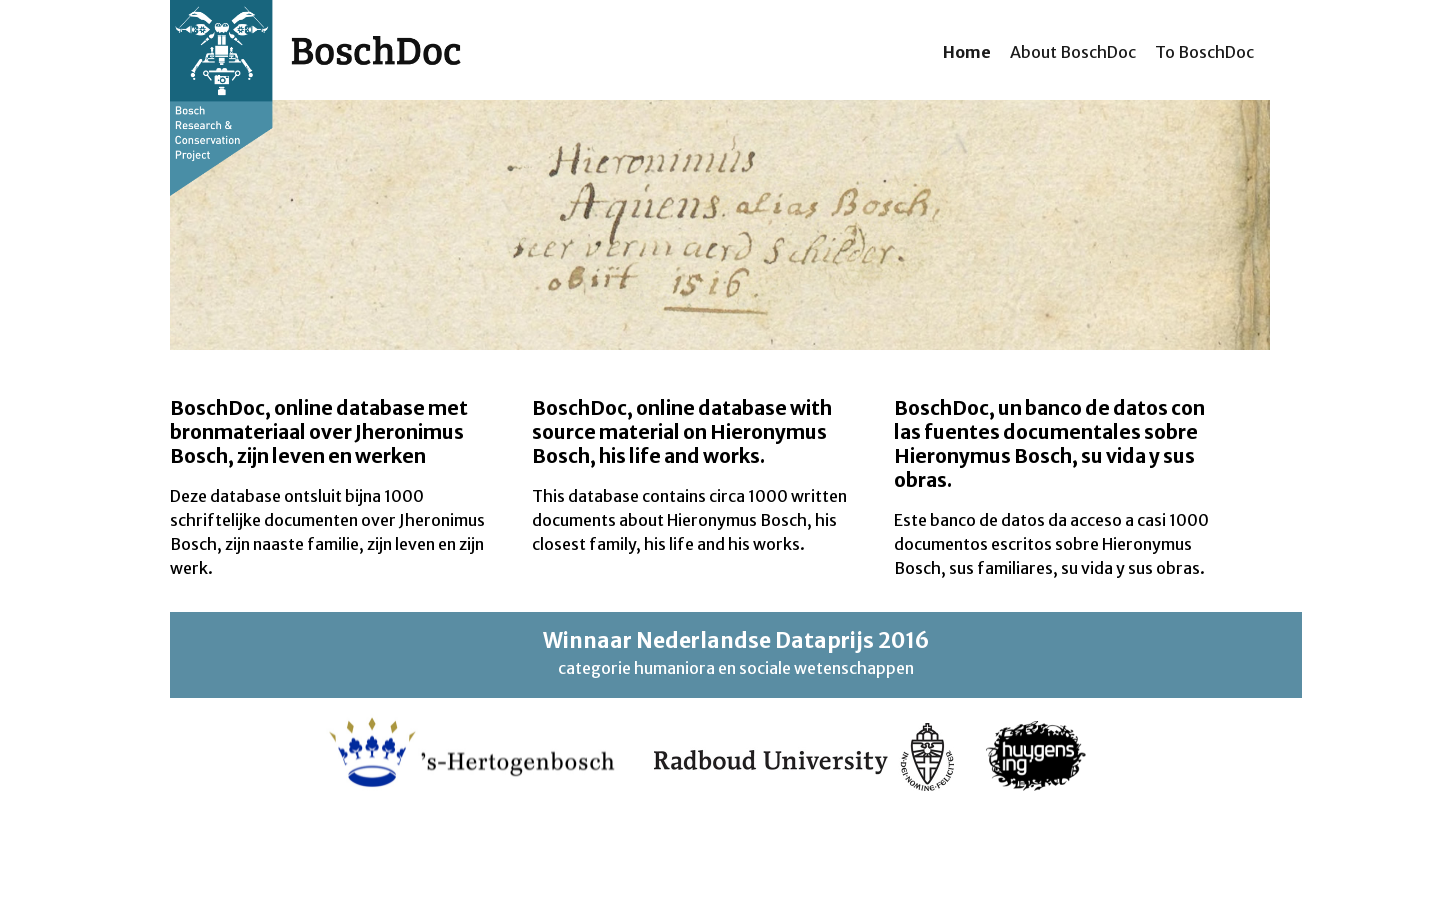 BoschDoc
Home
About BoschDoc
To BoschDoc
Bosch
Research &
Conservation
Project
Hieronimus
Aquens. alias Bosch,
seer vermaerd Schilder.
obijt 1516.
BoschDoc, online database met
bronmateriaal over Jheronimus
Bosch, zijn leven en werken
Deze database ontsluit bijna 1000
schriftelijke documenten over Jheronimus
Bosch, zijn naaste familie, zijn leven en zijn
werk.
BoschDoc, online database with
source material on Hieronymus
Bosch, his life and works.
This database contains circa 1000 written
documents about Hieronymus Bosch, his
closest family, his life and his works.
BoschDoc, un banco de datos con
las fuentes documentales sobre
Hieronymus Bosch, su vida y sus
obras.
Este banco de datos da acceso a casi 1000
documentos escritos sobre Hieronymus
Bosch, sus familiares, su vida y sus obras.
Winnaar Nederlandse Dataprijs 2016
categorie humaniora en sociale wetenschappen
's-Hertogenbosch
Radboud University
IN·DEI·NOMINE·FELICITER
huygens
ing